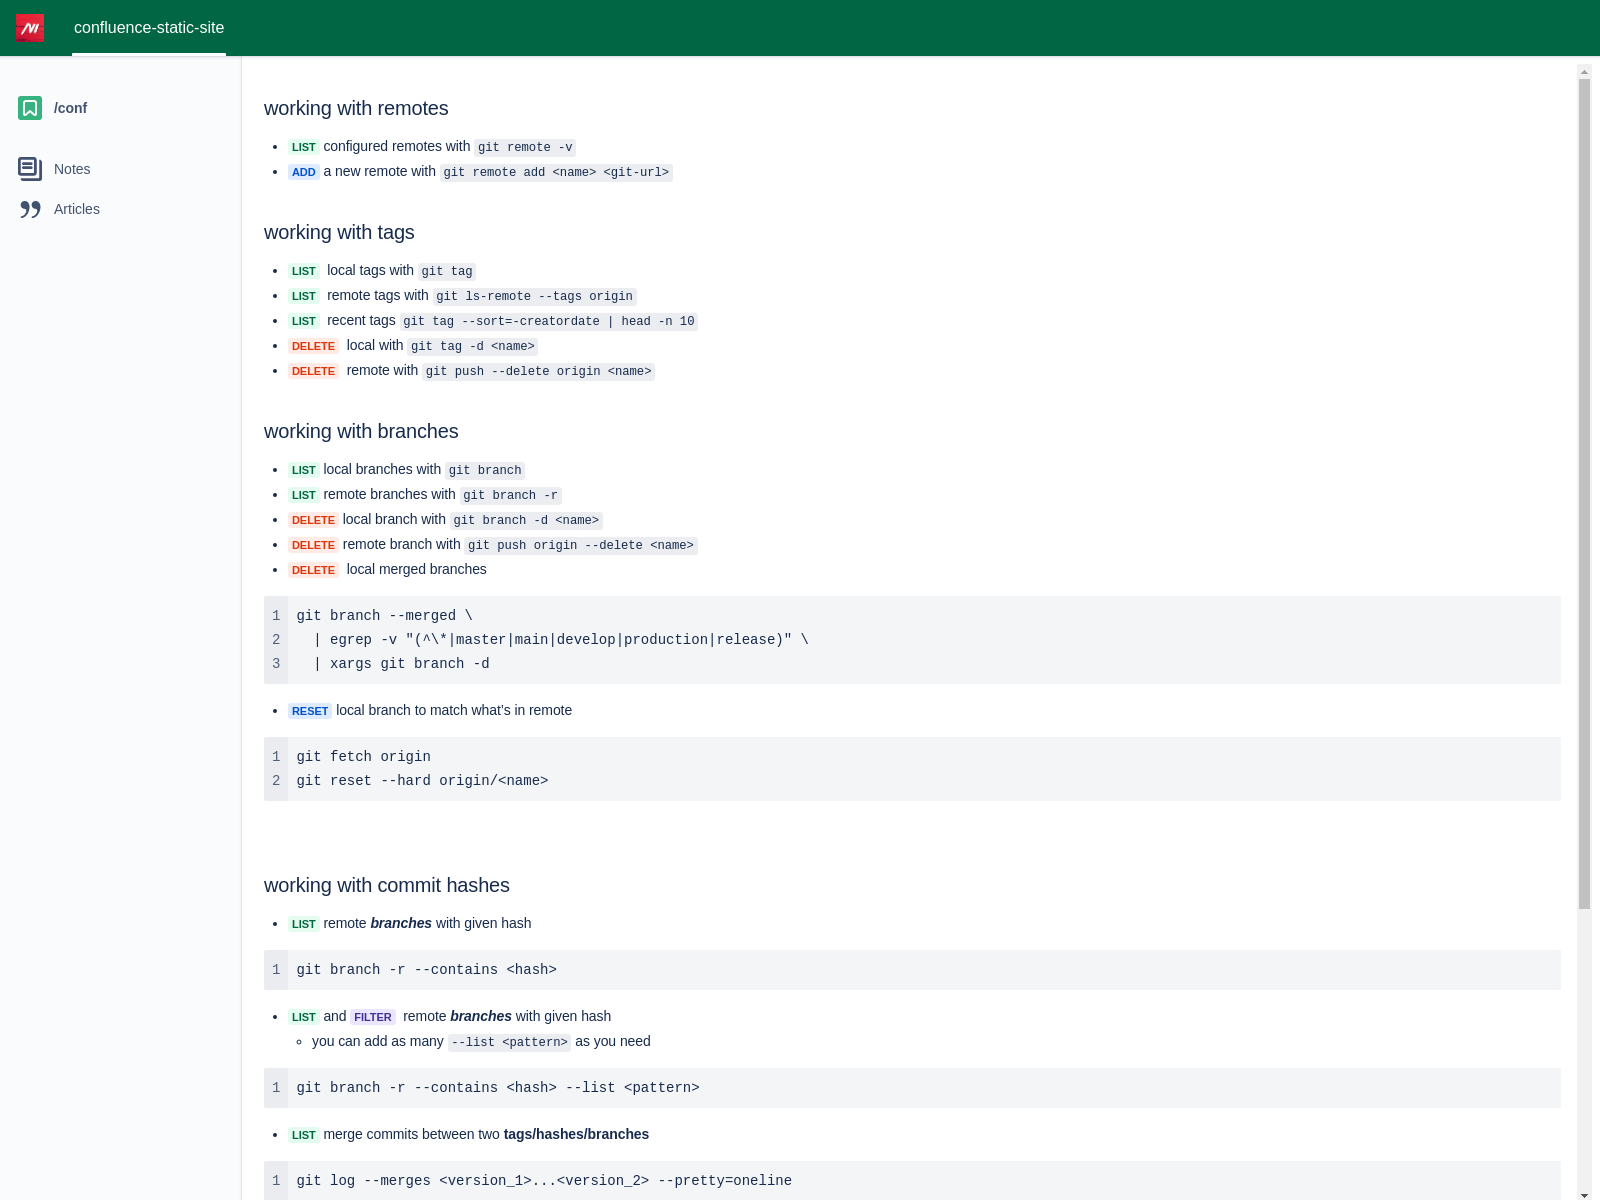 confluence-static-site
/conf
Notes
Articles
working with remotes
LIST configured remotes with git remote -v
ADD a new remote with git remote add <name> <git-url>
working with tags
LIST local tags with git tag
LIST remote tags with git ls-remote --tags origin
LIST recent tags git tag --sort=-creatordate | head -n 10
DELETE local with git tag -d <name>
DELETE remote with git push --delete origin <name>
working with branches
LIST local branches with git branch
LIST remote branches with git branch -r
DELETE local branch with git branch -d <name>
DELETE remote branch with git push origin --delete <name>
DELETE local merged branches
1 git branch --merged \
2 | egrep -v "(^\*|master|main|develop|production|release)" \
3 | xargs git branch -d
RESET local branch to match what’s in remote
1 git fetch origin
2 git reset --hard origin/<name>
working with commit hashes
LIST remote branches with given hash
1 git branch -r --contains <hash>
LIST and FILTER remote branches with given hash
you can add as many --list <pattern> as you need
1 git branch -r --contains <hash> --list <pattern>
LIST merge commits between two tags/hashes/branches
1 git log --merges <version_1>...<version_2> --pretty=oneline